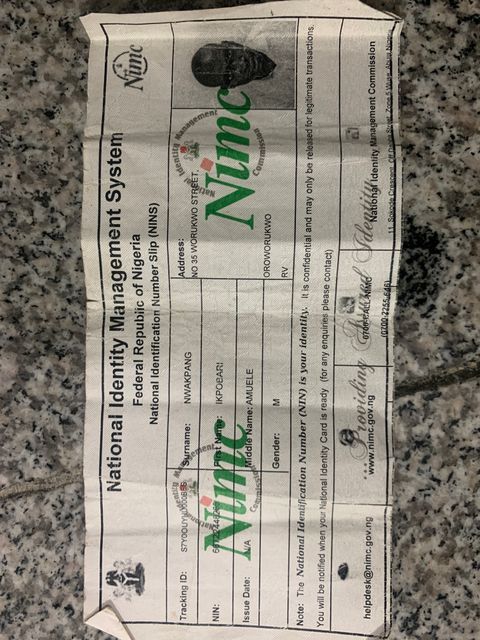 National Identity Management System
Federal Republic of Nigeria
National Identification Number Slip (NINS)
Nimc
Tracking ID:
Surname: NWAKPANG
Address:
NO 35 WORUKWO STREET,
NIN:
First Name: IKPOBARI
Issue Date: N/A
Middle Name: AMUELE
Gender: M
OROWORUKWO
RV
National Identity Management
Nimc
Commission
National Identity Management
Nimc
Commission
Note: The National Identification Number (NIN) is your identity. It is confidential and may only be released for legitimate transactions.
You will be notified when your National Identity Card is ready (for any enquiries please contact)
...Providing Assured Identity
helpdesk@nimc.gov.ng
www.nimc.gov.ng
0700-CALL-NIMC
(0700-2255-646)
National Identity Management Commission
11, Sokode Crescent, Off Dalaba Street, Zone 5 Wuse, Abuja Nigeria